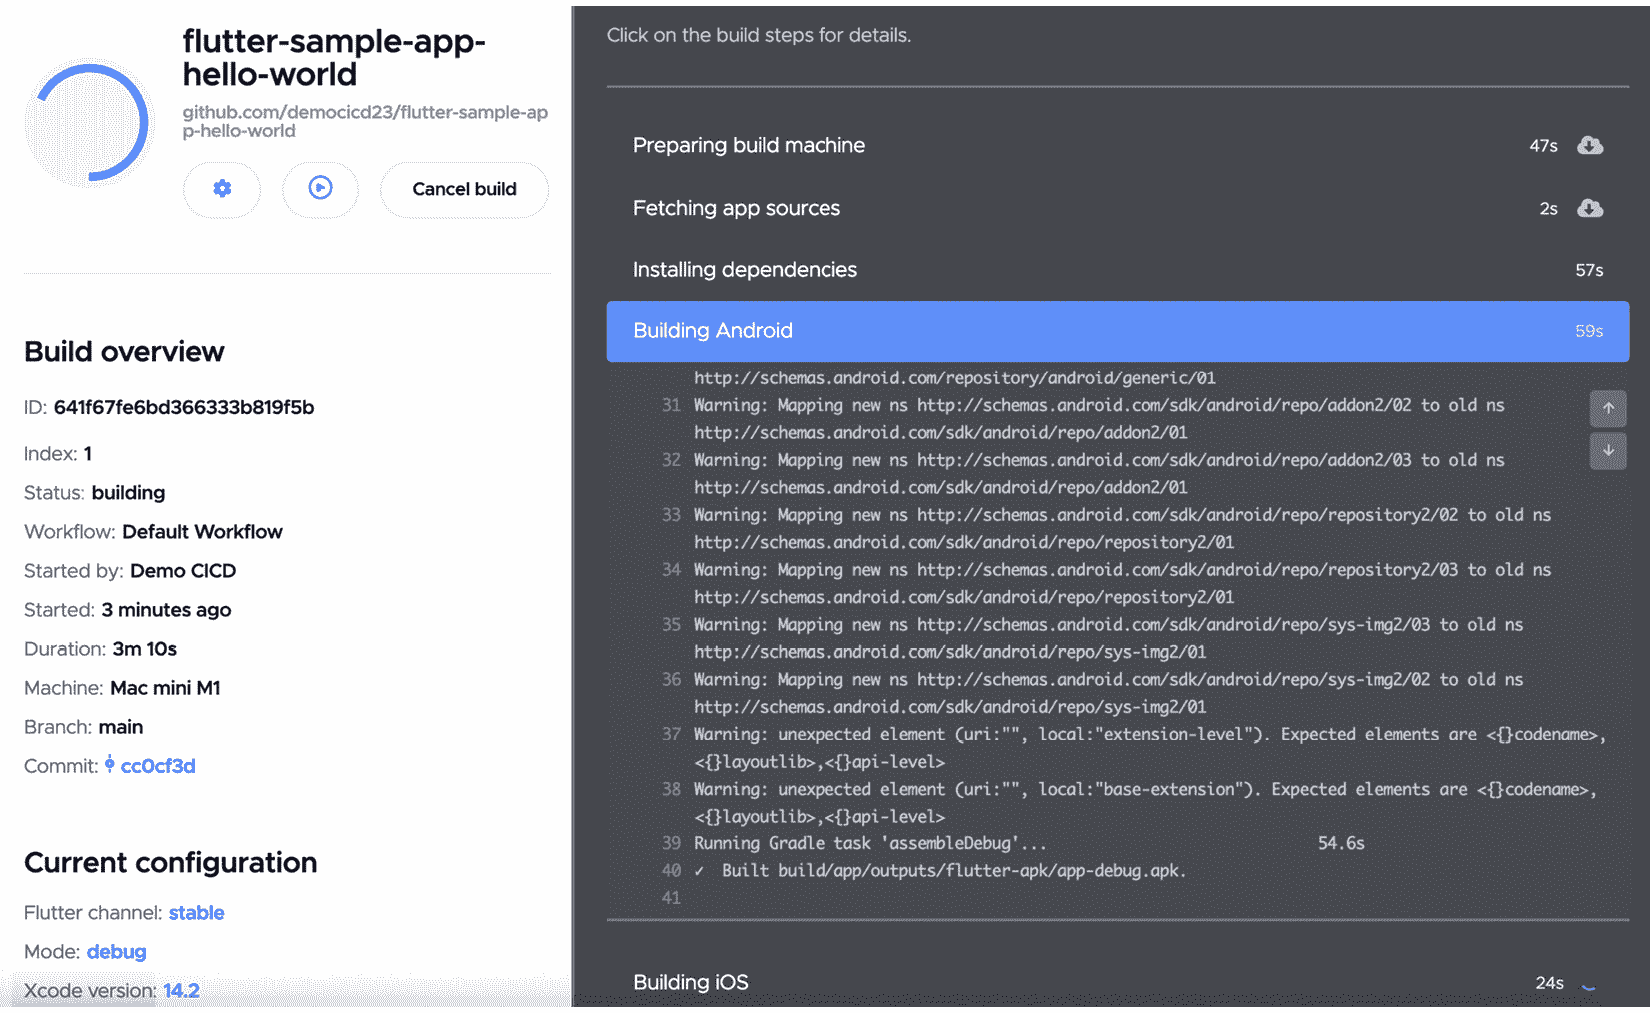 flutter-sample-app-
hello-world
github.com/democicd23/flutter-sample-ap
p-hello-world
Cancel build
Build overview
ID: 641f67fe6bd366333b819f5b
Index: 1
Status: building
Workflow: Default Workflow
Started by: Demo CICD
Started: 3 minutes ago
Duration: 3m 10s
Machine: Mac mini M1
Branch: main
Commit: cc0cf3d
Current configuration
Flutter channel: stable
Mode: debug
Xcode version: 14.2
Click on the build steps for details.
Preparing build machine 47s
Fetching app sources 2s
Installing dependencies 57s
Building Android 59s
http://schemas.android.com/repository/android/generic/01
31 Warning: Mapping new ns http://schemas.android.com/sdk/android/repo/addon2/02 to old ns
http://schemas.android.com/sdk/android/repo/addon2/01
32 Warning: Mapping new ns http://schemas.android.com/sdk/android/repo/addon2/03 to old ns
http://schemas.android.com/sdk/android/repo/addon2/01
33 Warning: Mapping new ns http://schemas.android.com/sdk/android/repo/repository2/02 to old ns
http://schemas.android.com/sdk/android/repo/repository2/01
34 Warning: Mapping new ns http://schemas.android.com/sdk/android/repo/repository2/03 to old ns
http://schemas.android.com/sdk/android/repo/repository2/01
35 Warning: Mapping new ns http://schemas.android.com/sdk/android/repo/sys-img2/03 to old ns
http://schemas.android.com/sdk/android/repo/sys-img2/01
36 Warning: Mapping new ns http://schemas.android.com/sdk/android/repo/sys-img2/02 to old ns
http://schemas.android.com/sdk/android/repo/sys-img2/01
37 Warning: unexpected element (uri:"", local:"extension-level"). Expected elements are <{}codename>,
<{}layoutlib>,<{}api-level>
38 Warning: unexpected element (uri:"", local:"base-extension"). Expected elements are <{}codename>,
<{}layoutlib>,<{}api-level>
39 Running Gradle task 'assembleDebug'... 54.6s
40 ✓ Built build/app/outputs/flutter-apk/app-debug.apk.
41
Building iOS 24s